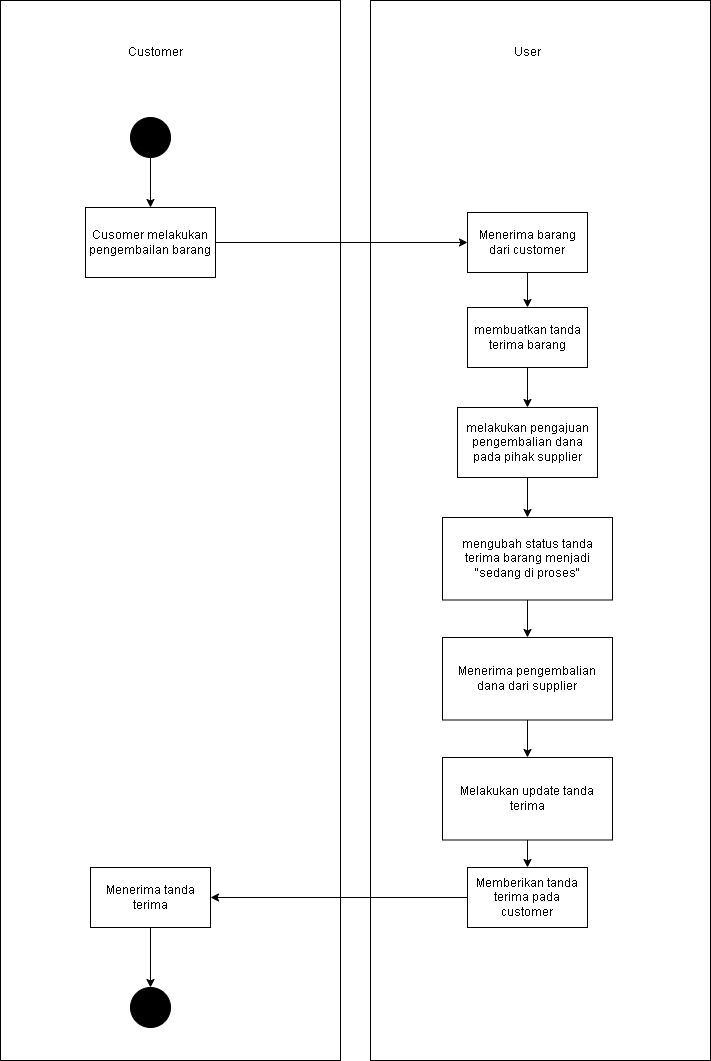 Customer
User
Cusomer melakukan
pengembailan barang
Menerima barang
dari customer
membuatkan tanda
terima barang
melakukan pengajuan
pengembalian dana
pada pihak supplier
mengubah status tanda
terima barang menjadi
"sedang di proses"
Menerima pengembalian
dana dari supplier
Melakukan update tanda
terima
Memberikan tanda
terima pada
customer
Menerima tanda
terima